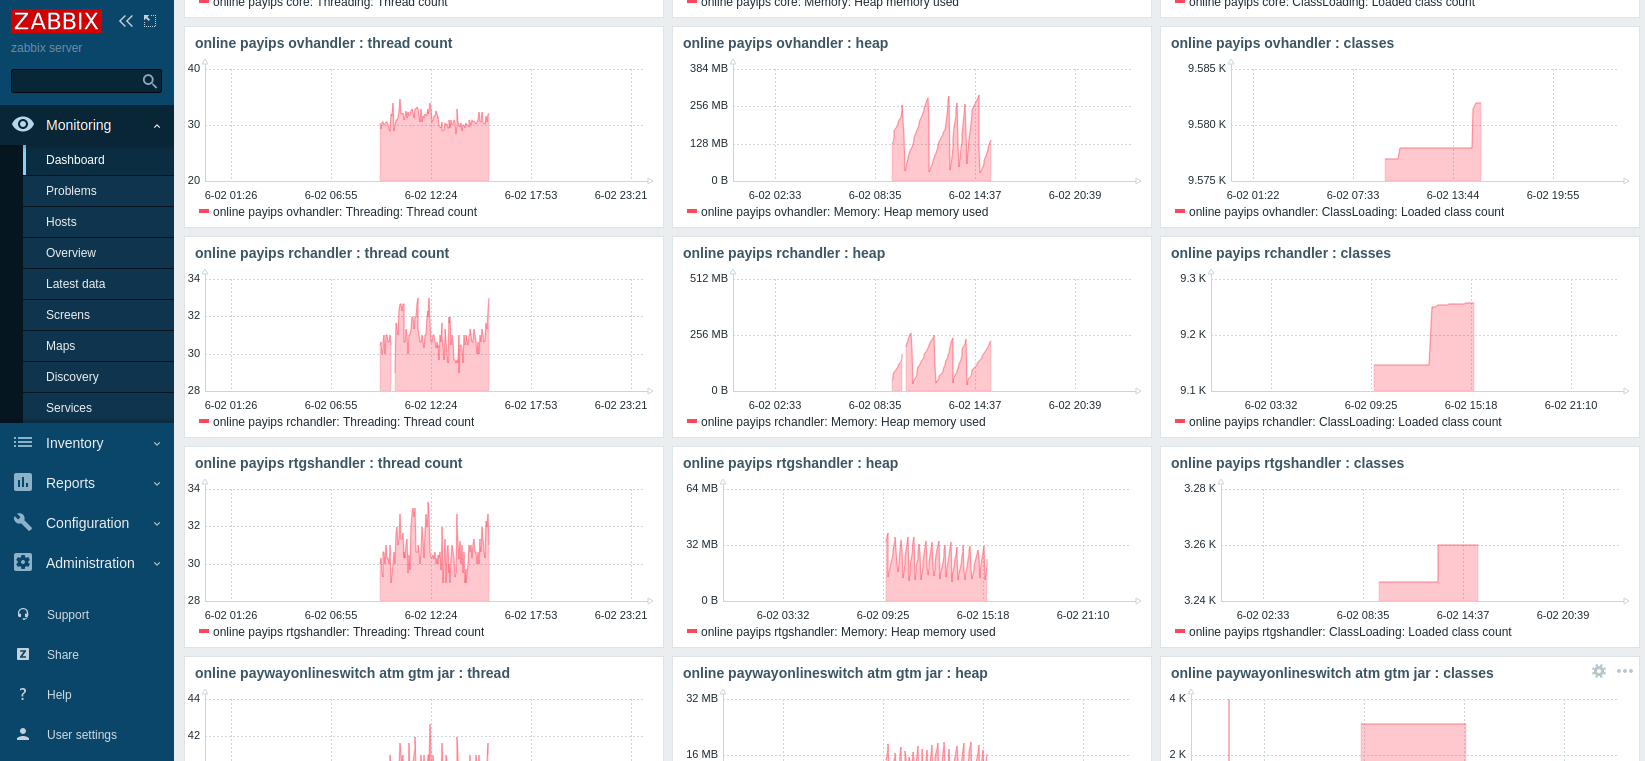 ZABBIX
zabbix server
Monitoring
Dashboard
Problems
Hosts
Overview
Latest data
Screens
Maps
Discovery
Services
Inventory
Reports
Configuration
Administration
Support
Z Share
? Help
User settings
online payips core: Threading: Thread count
online payips core: Memory: Heap memory used
online payips core: ClassLoading: Loaded class count
online payips ovhandler : thread count
40
30
20
6-02 01:26 6-02 06:55 6-02 12:24 6-02 17:53 6-02 23:21
online payips ovhandler: Threading: Thread count
online payips ovhandler : heap
384 MB
256 MB
128 MB
0 B
6-02 02:33 6-02 08:35 6-02 14:37 6-02 20:39
online payips ovhandler: Memory: Heap memory used
online payips ovhandler : classes
9.585 K
9.580 K
9.575 K
6-02 01:22 6-02 07:33 6-02 13:44 6-02 19:55
online payips ovhandler: ClassLoading: Loaded class count
online payips rchandler : thread count
34
32
30
28
6-02 01:26 6-02 06:55 6-02 12:24 6-02 17:53 6-02 23:21
online payips rchandler: Threading: Thread count
online payips rchandler : heap
512 MB
256 MB
0 B
6-02 02:33 6-02 08:35 6-02 14:37 6-02 20:39
online payips rchandler: Memory: Heap memory used
online payips rchandler : classes
9.3 K
9.2 K
9.1 K
6-02 03:32 6-02 09:25 6-02 15:18 6-02 21:10
online payips rchandler: ClassLoading: Loaded class count
online payips rtgshandler : thread count
34
32
30
28
6-02 01:26 6-02 06:55 6-02 12:24 6-02 17:53 6-02 23:21
online payips rtgshandler: Threading: Thread count
online payips rtgshandler : heap
64 MB
32 MB
0 B
6-02 03:32 6-02 09:25 6-02 15:18 6-02 21:10
online payips rtgshandler: Memory: Heap memory used
online payips rtgshandler : classes
3.28 K
3.26 K
3.24 K
6-02 02:33 6-02 08:35 6-02 14:37 6-02 20:39
online payips rtgshandler: ClassLoading: Loaded class count
online paywayonlineswitch atm gtm jar : thread
44
42
online paywayonlineswitch atm gtm jar : heap
32 MB
16 MB
online paywayonlineswitch atm gtm jar : classes
4 K
2 K